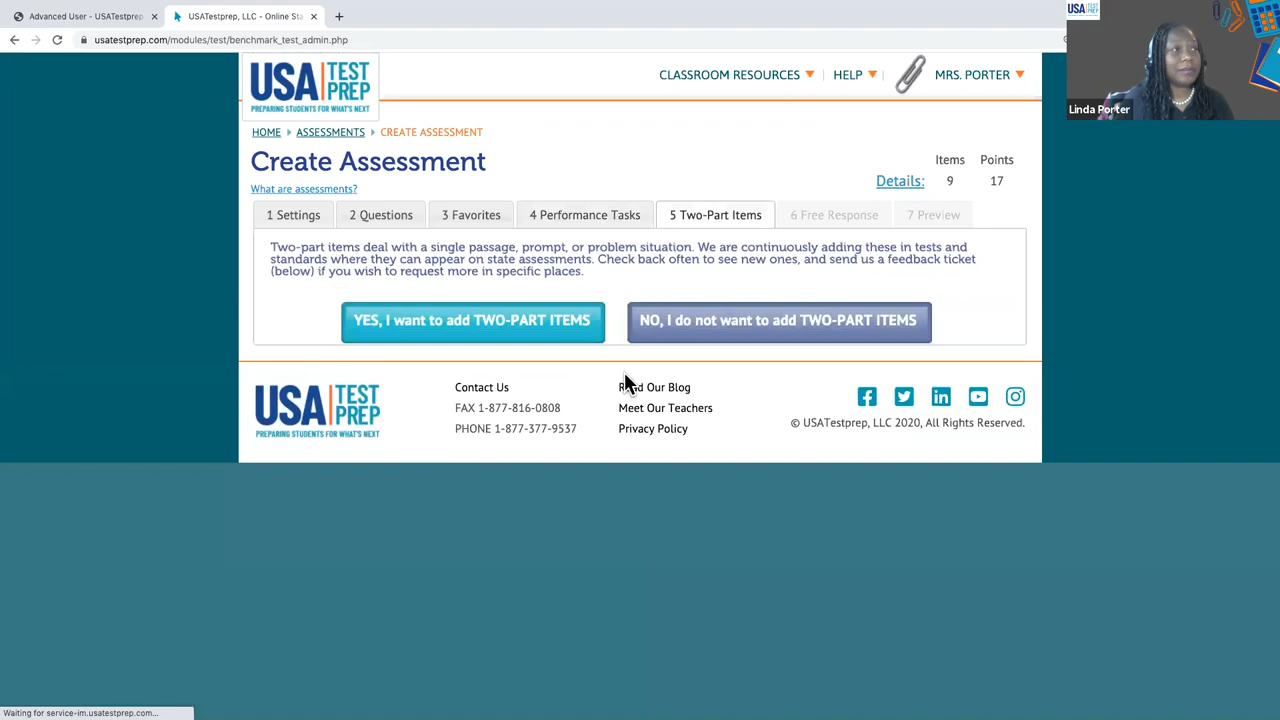 Advanced User - USATestprep
USATestprep, LLC - Online Sta
usatestprep.com/modules/test/benchmark_test_admin.php
USA
Linda Porter
USA TEST PREP
PREPARING STUDENTS FOR WHAT'S NEXT
CLASSROOM RESOURCES
HELP
MRS. PORTER
HOME ASSESSMENTS CREATE ASSESSMENT
Create Assessment
What are assessments?
Items Points
Details: 9 17
1 Settings
2 Questions
3 Favorites
4 Performance Tasks
5 Two-Part Items
6 Free Response
7 Preview
Two-part items deal with a single passage, prompt, or problem situation. We are continuously adding these in tests and
standards where they can appear on state assessments. Check back often to see new ones, and send us a feedback ticket
(below) if you wish to request more in specific places.
YES, I want to add TWO-PART ITEMS
NO, I do not want to add TWO-PART ITEMS
USA TEST PREP
PREPARING STUDENTS FOR WHAT'S NEXT
Contact Us
FAX 1-877-816-0808
PHONE 1-877-377-9537
Our Blog
Meet Our Teachers
Privacy Policy
© USATestprep, LLC 2020, All Rights Reserved.
Waiting for service-im.usatestprep.com...